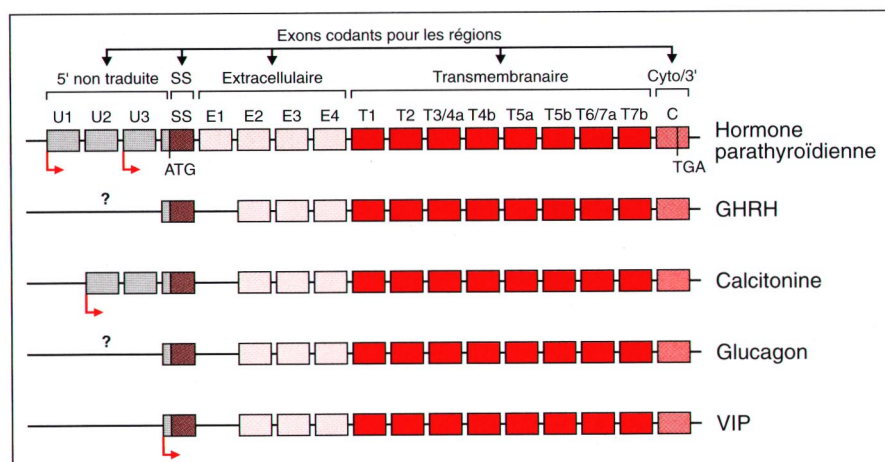 Exons codants pour les régions
5' non traduite SS Extracellulaire Transmembranaire Cyto/3'
U1 U2 U3 SS E1 E2 E3 E4 T1 T2 T3/4a T4b T5a T5b T6/7a T7b C
Hormone
parathyroïdienne
ATG TGA
?
GHRH
Calcitonine
?
Glucagon
VIP